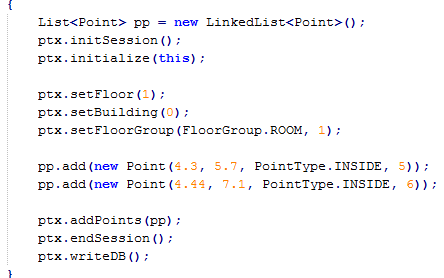 {
List<Point> pp = new LinkedList<Point>();
ptx.initSession();
ptx.initialize(this);
ptx.setFloor(1);
ptx.setBuilding(0);
ptx.setFloorGroup(FloorGroup.ROOM, 1);
pp.add(new Point(4.3, 5.7, PointType.INSIDE, 5));
pp.add(new Point(4.44, 7.1, PointType.INSIDE, 6));
ptx.addPoints(pp);
ptx.endSession();
ptx.writeDB();
}